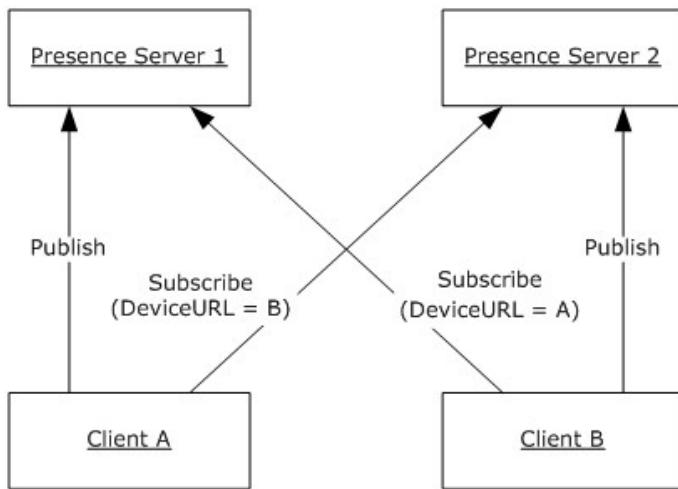 Presence Server 1
Presence Server 2
Publish
Publish
Subscribe
(DeviceURL = B)
Subscribe
(DeviceURL = A)
Client A
Client B